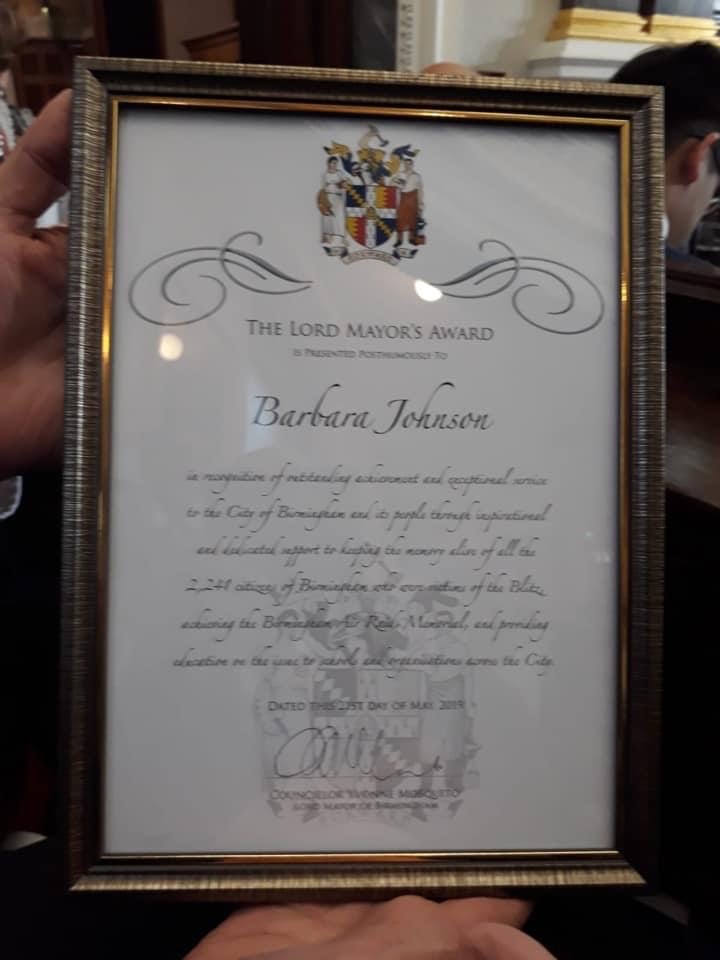 FORWARD
THE LORD MAYOR'S AWARD
IS PRESENTED POSTHUMOUSLY TO
Barbara Johnson
in recognition of outstanding achievement and exceptional service
to the City of Birmingham and its people through inspirational
and dedicated support to keeping the memory alive of all the
2,241 citizens of Birmingham who were victims of the Blitz,
achieving the Birmingham Air Raids Memorial, and providing
education on the issue to schools and organisations across the City.
DATED THIS 21ST DAY OF MAY 2019
COUNCILLOR YVONNE MOSQUITO
LORD MAYOR OF BIRMINGHAM